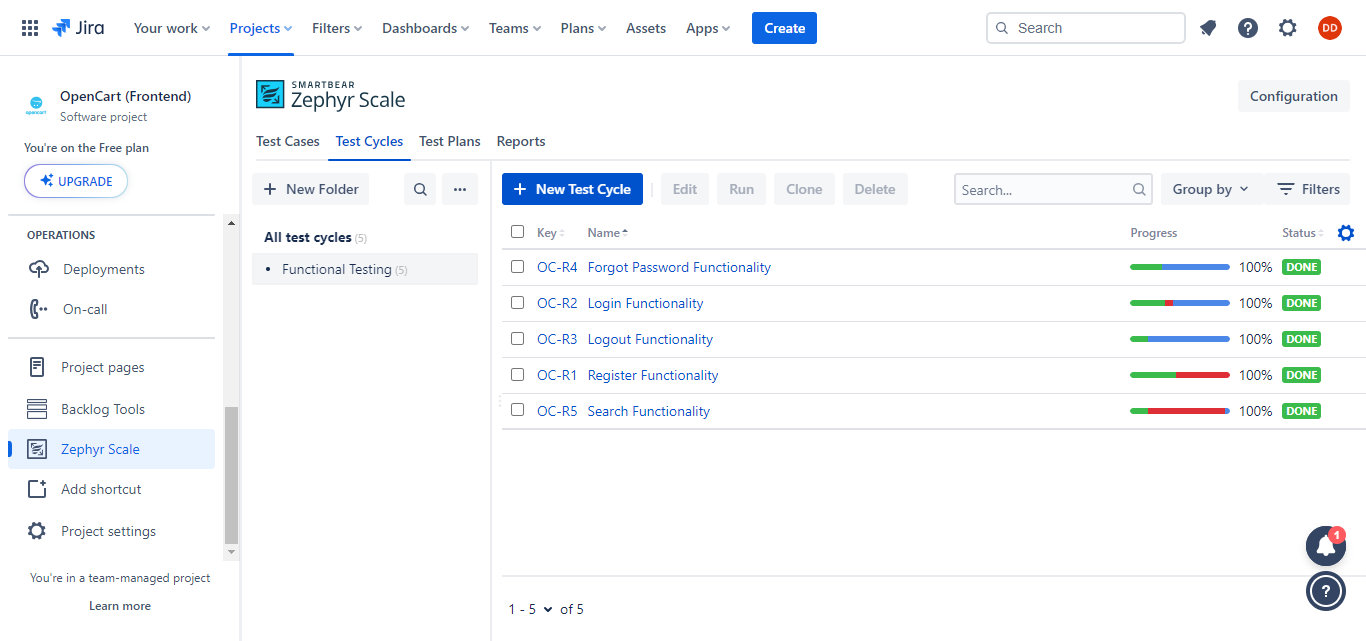 Jira Your work Projects Filters Dashboards Teams Plans Assets Apps Create Search DD
OpenCart (Frontend)
Software project
You're on the Free plan
UPGRADE
OPERATIONS
Deployments
On-call
Project pages
Backlog Tools
Zephyr Scale
Add shortcut
Project settings
You're in a team-managed project
Learn more
SMARTBEAR
Zephyr Scale
Configuration
Test Cases Test Cycles Test Plans Reports
+ New Folder ...
All test cycles (5)
• Functional Testing (5)
+ New Test Cycle Edit Run Clone Delete Search... Group by Filters
Key Name Progress Status
OC-R4 Forgot Password Functionality 100% DONE
OC-R2 Login Functionality 100% DONE
OC-R3 Logout Functionality 100% DONE
OC-R1 Register Functionality 100% DONE
OC-R5 Search Functionality 100% DONE
1
?
1 - 5 of 5
opencart